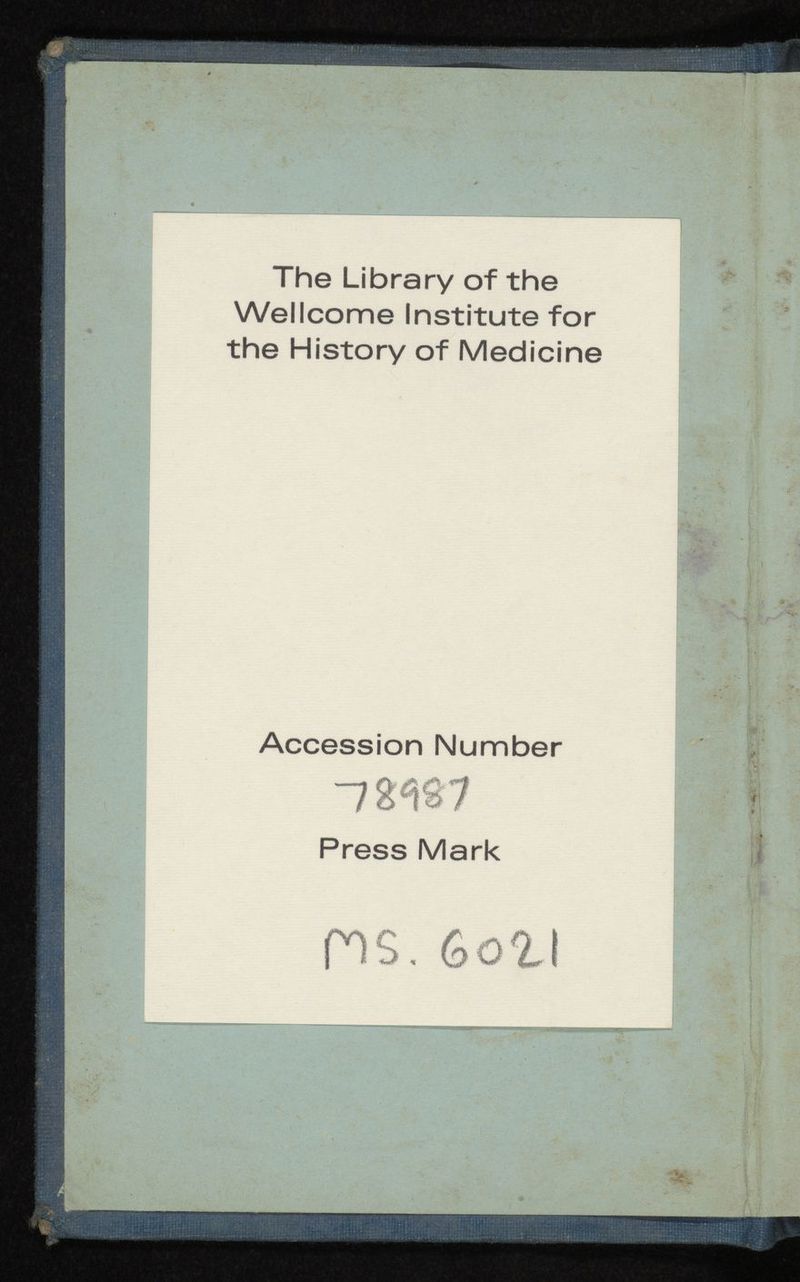 The Library of the
Wellcome Institute for
the History of Medicine
Accession Number
78987
Press Mark
MS. 6021